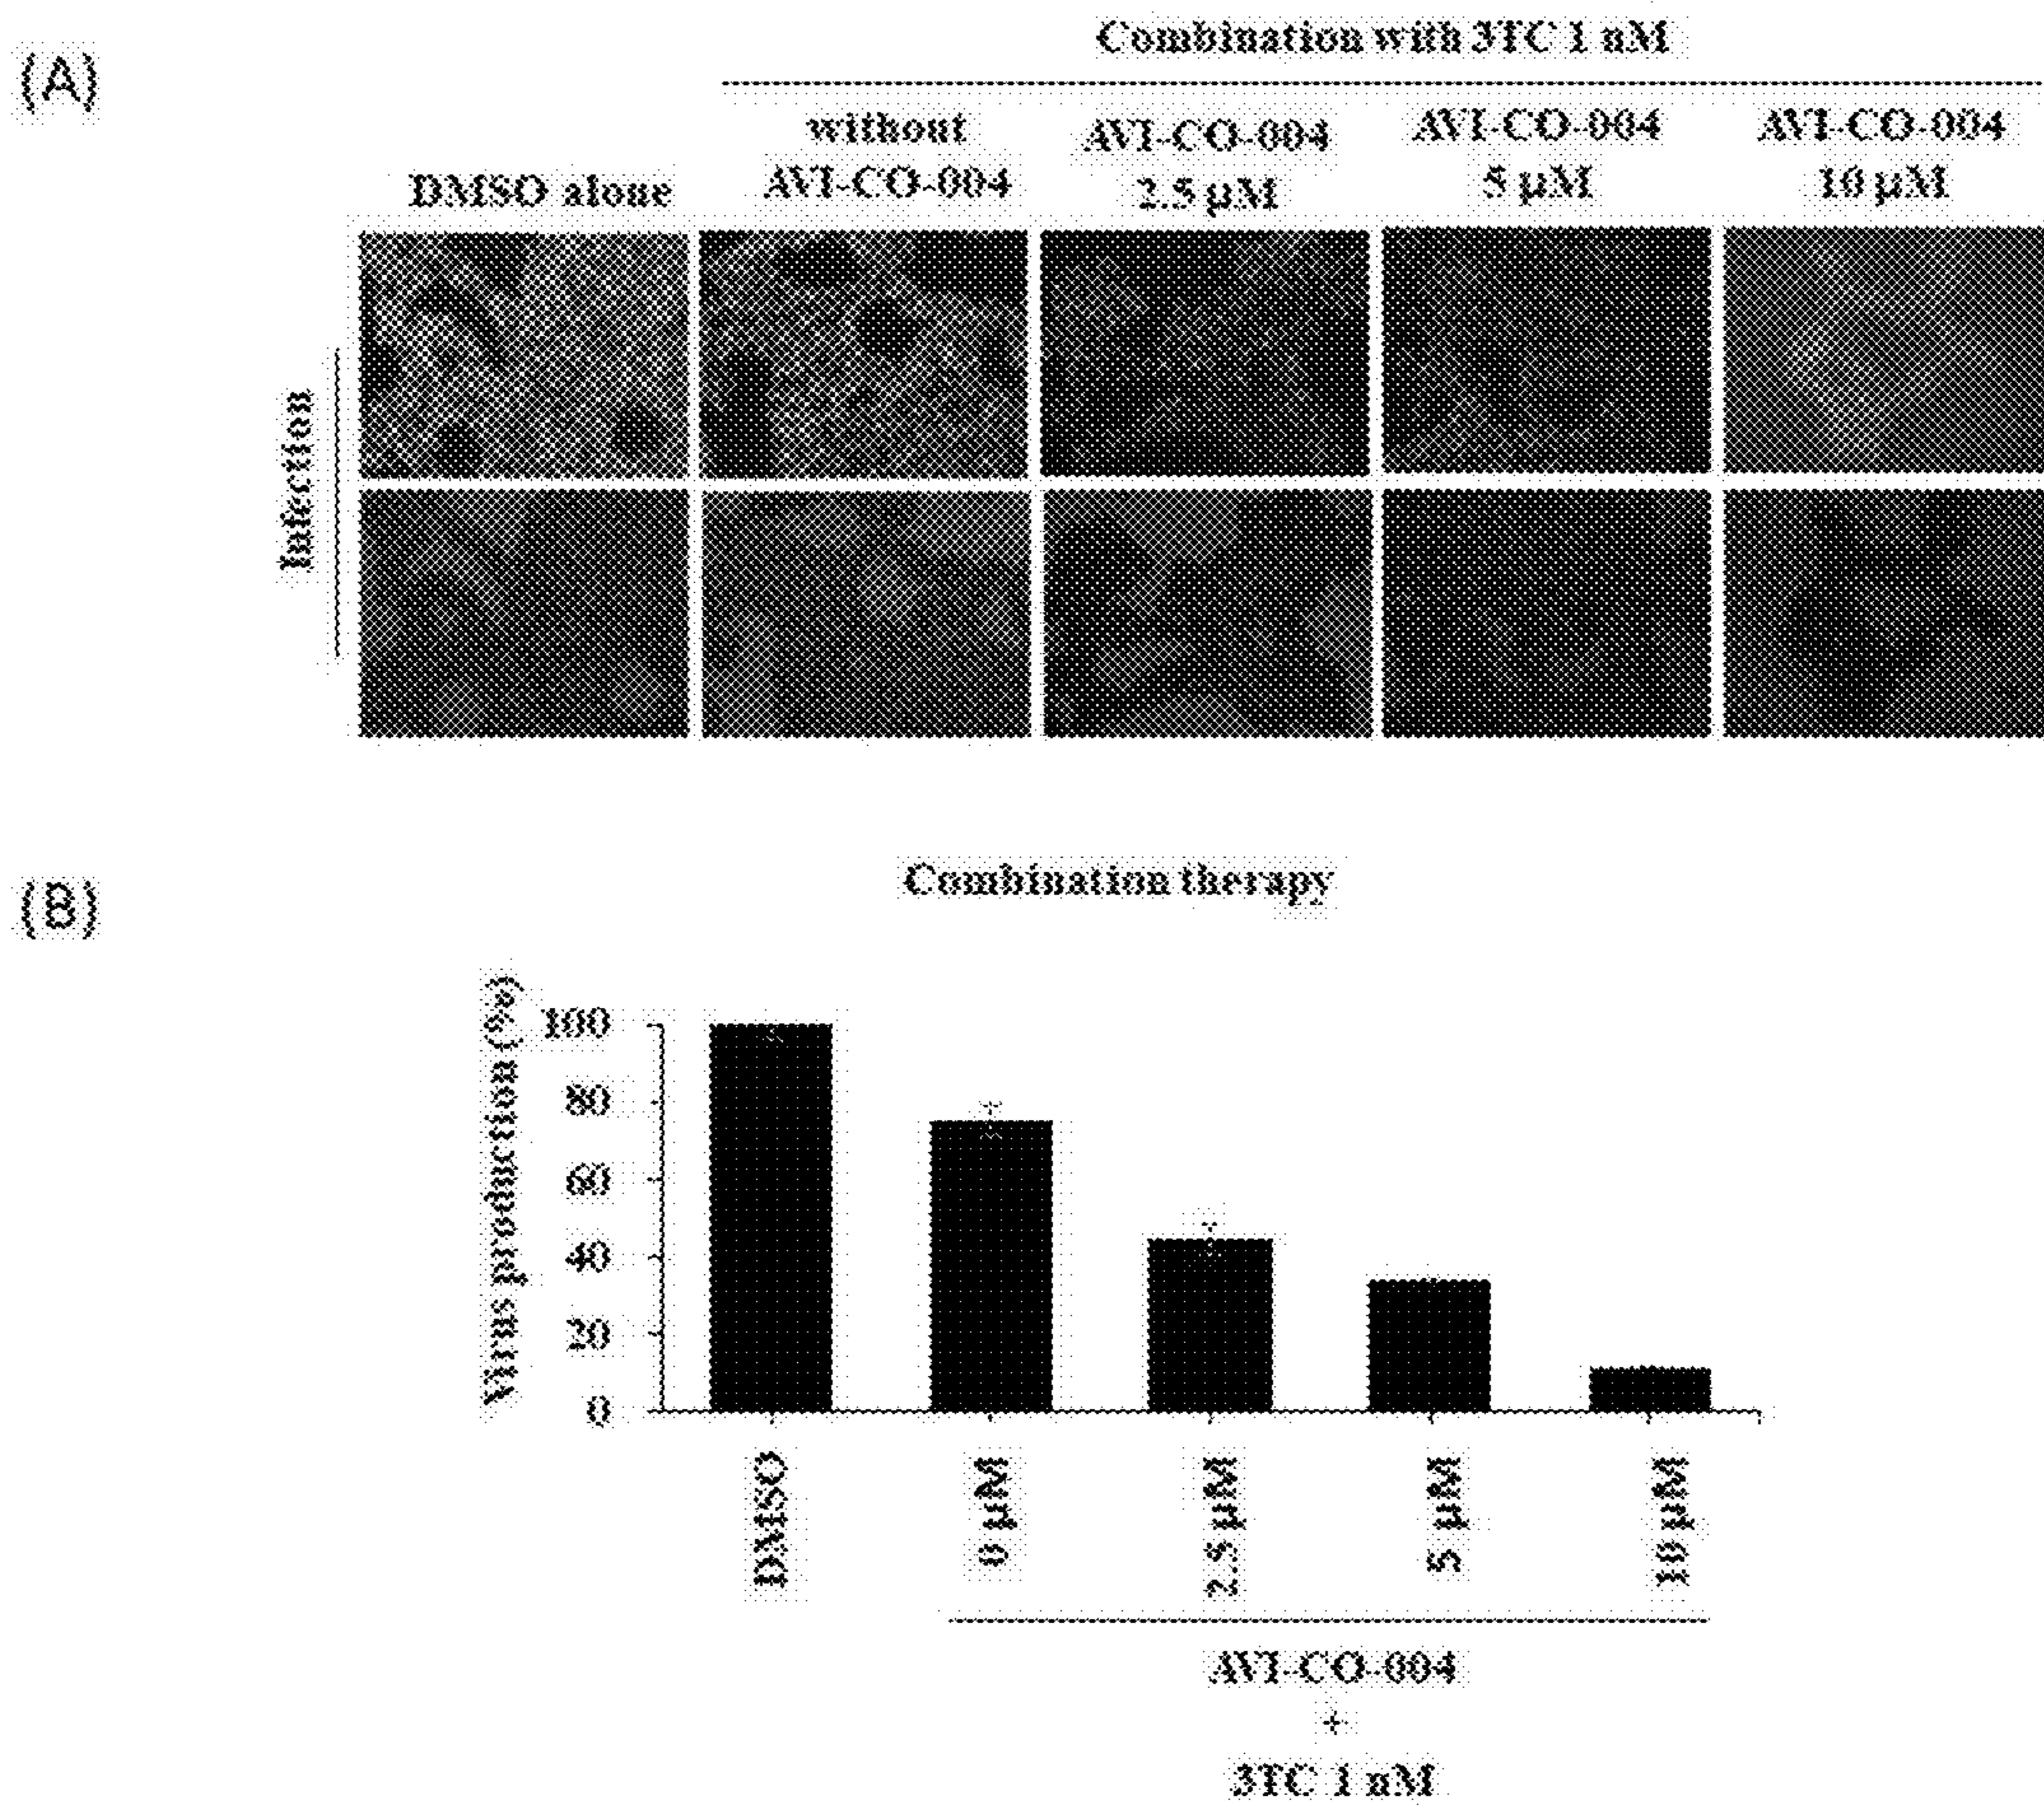 (A)
Combination with 3TC 1 nM
DMSO alone
without
AVI-CO-004
AVI-CO-004
2.5 µM
AVI-CO-004
5 µM
AVI-CO-004
10 µM
Infection
(B)
Combination therapy
Virus production (%)
100
80
60
40
20
0
DMSO
0 µM
2.5 µM
5 µM
10 µM
AVI-CO-004
+
3TC 1 nM